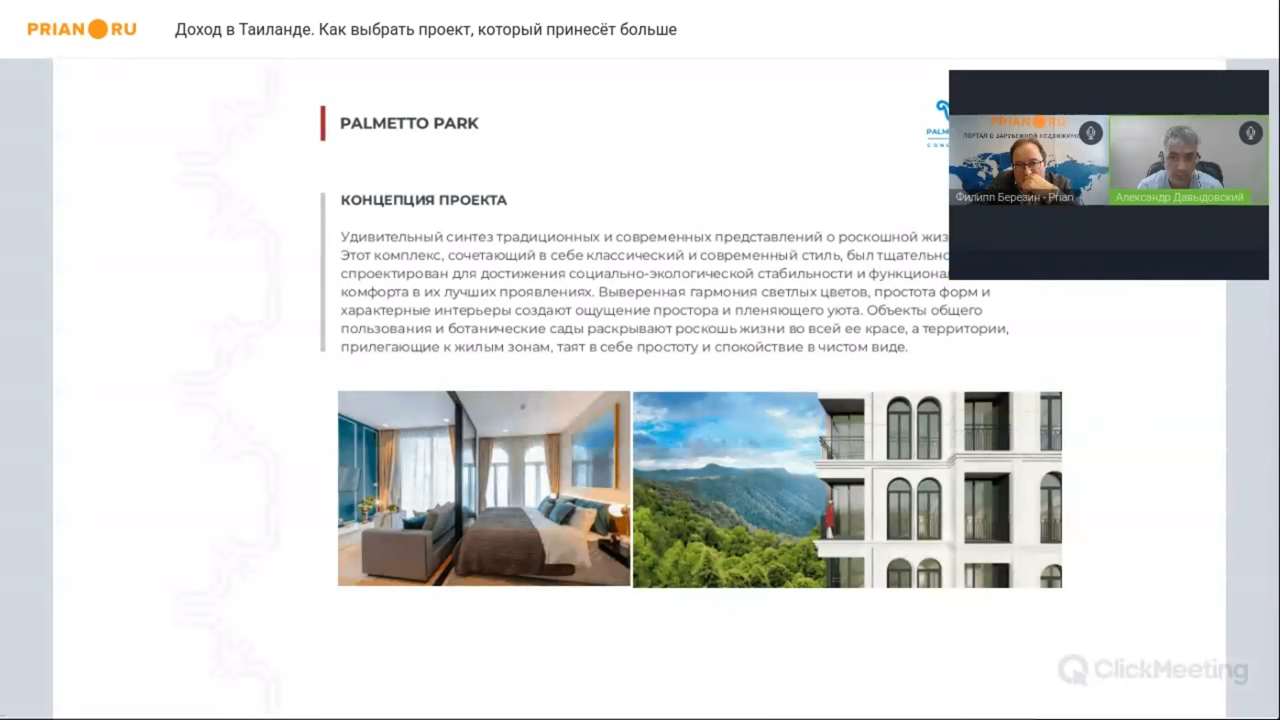 PRIAN RU
Доход в Таиланде. Как выбрать проект, который принесёт больше
PALMETTO PARK
PRIAN RU
ПОРТАЛ О ЗАРУБЕЖНОЙ НЕДВИЖИМО
Филипп Березин - Prian
Александр Давыдовский
КОНЦЕПЦИЯ ПРОЕКТА
Удивительный синтез традиционных и современных представлений о роскошной
Этот комплекс, сочетающий в себе классический и современный стиль, был
спроектирован для достижения социально-экологической стабильности и
комфорта в их лучших проявлениях. Выверенная гармония светлых цветов, простота форм и
характерные интерьеры создают ощущение простора и пленяющего уюта. Объекты общего
пользования и ботанические сады раскрывают роскошь жизни во всей ее красе, а территории,
прилегающие к жилым зонам, таят в себе простоту и спокойствие в чистом виде.
ClickMeeting